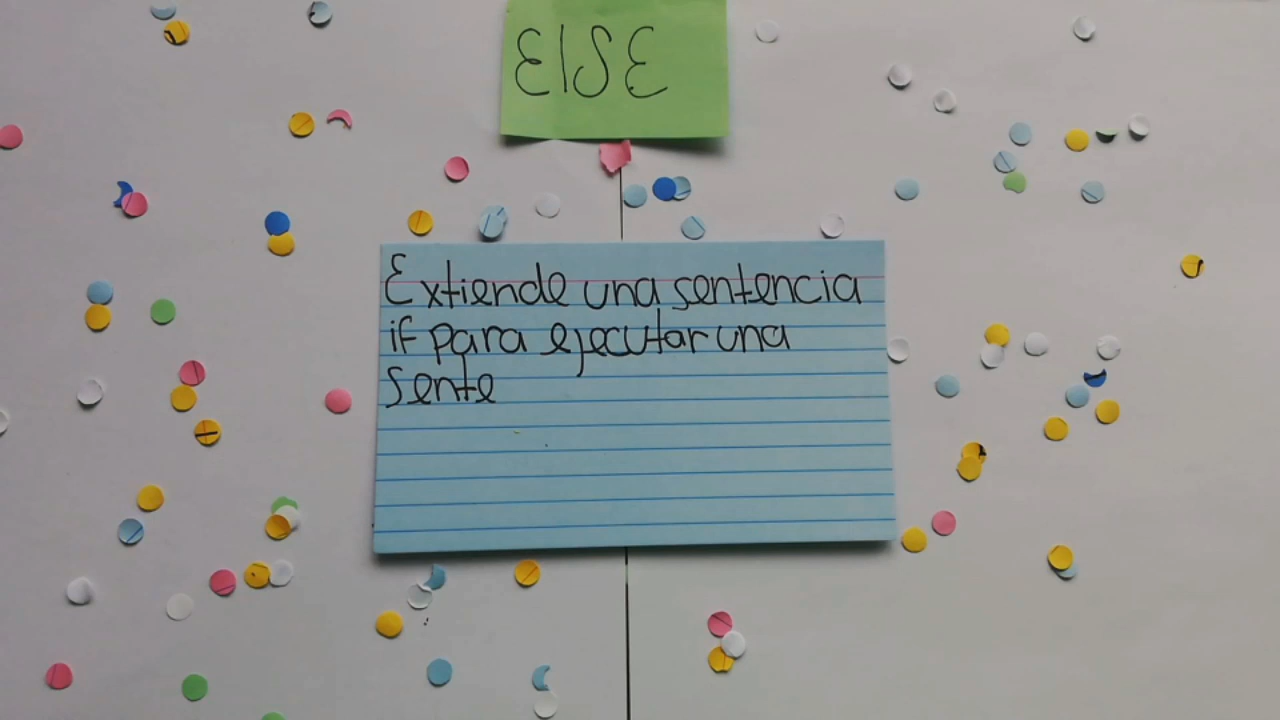 ElSE
Extiende una sentencia
if para ejecutar una
sente